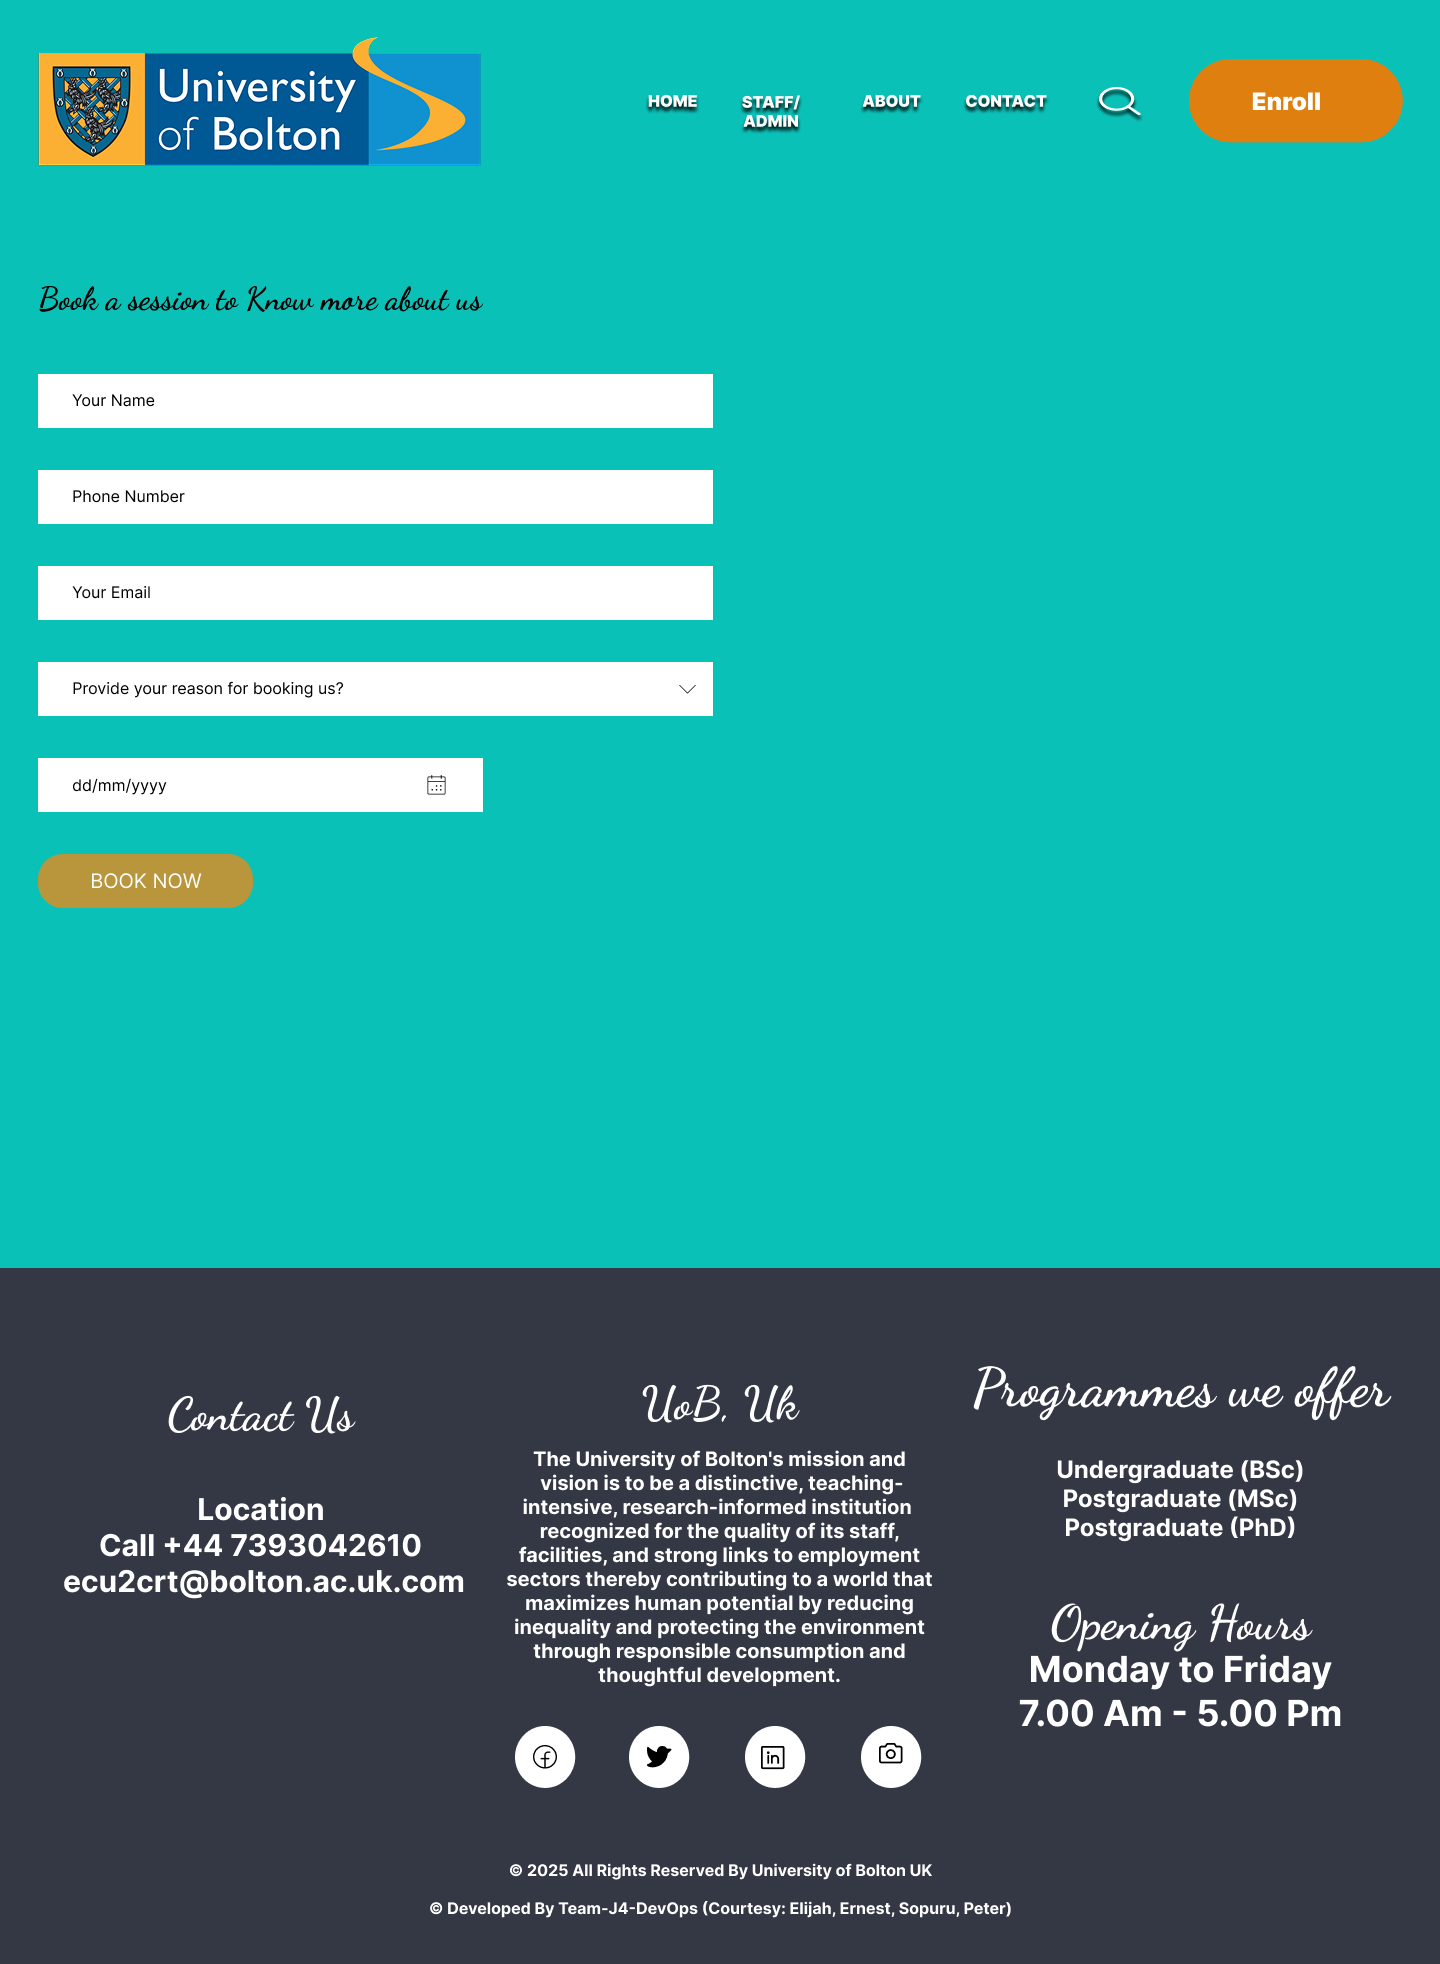 University
of Bolton
HOME
STAFF/
ADMIN
ABOUT
CONTACT
Enroll
Book a session to Know more about us
Your Name
Phone Number
Your Email
Provide your reason for booking us?
dd/mm/yyyy
BOOK NOW
Contact Us
Location
Call +44 7393042610
ecu2crt@bolton.ac.uk.com
UoB, Uk
The University of Bolton's mission and
vision is to be a distinctive, teaching-
intensive, research-informed institution
recognized for the quality of its staff,
facilities, and strong links to employment
sectors thereby contributing to a world that
maximizes human potential by reducing
inequality and protecting the environment
through responsible consumption and
thoughtful development.
Programmes we offer
Undergraduate (BSc)
Postgraduate (MSc)
Postgraduate (PhD)
Opening Hours
Monday to Friday
7.00 Am - 5.00 Pm
© 2025 All Rights Reserved By University of Bolton UK
© Developed By Team-J4-DevOps (Courtesy: Elijah, Ernest, Sopuru, Peter)